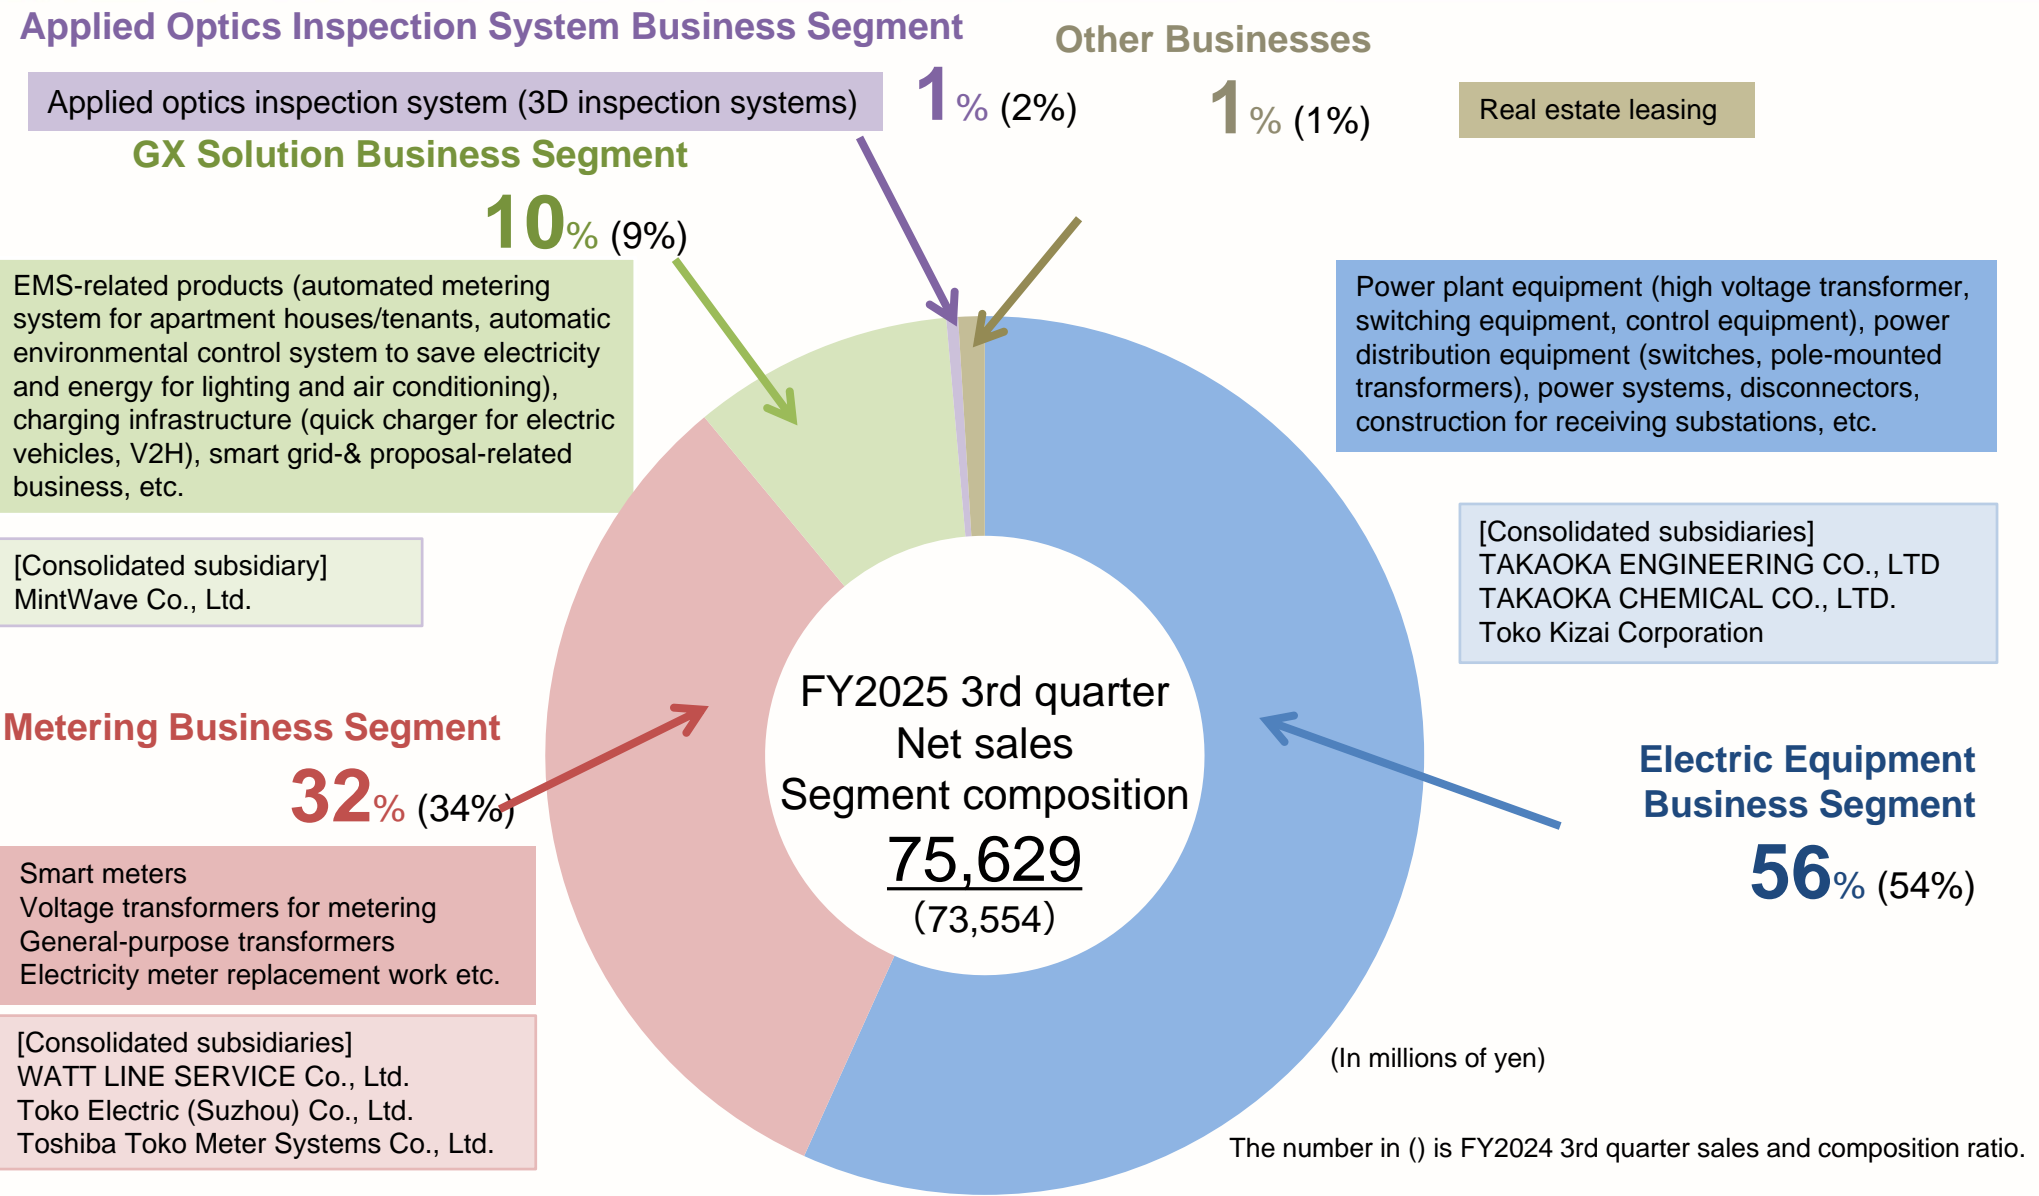 Applied Optics Inspection System Business Segment
Applied optics inspection system (3D inspection systems)
1% (2%)
Other Businesses
1% (1%)
Real estate leasing
GX Solution Business Segment
10% (9%)
EMS-related products (automated metering
system for apartment houses/tenants, automatic
environmental control system to save electricity
and energy for lighting and air conditioning),
charging infrastructure (quick charger for electric
vehicles, V2H), smart grid-& proposal-related
business, etc.
[Consolidated subsidiary]
MintWave Co., Ltd.
Power plant equipment (high voltage transformer,
switching equipment, control equipment), power
distribution equipment (switches, pole-mounted
transformers), power systems, disconnectors,
construction for receiving substations, etc.
[Consolidated subsidiaries]
TAKAOKA ENGINEERING CO., LTD
TAKAOKA CHEMICAL CO., LTD.
Toko Kizai Corporation
Metering Business Segment
32% (34%)
Smart meters
Voltage transformers for metering
General-purpose transformers
Electricity meter replacement work etc.
[Consolidated subsidiaries]
WATT LINE SERVICE Co., Ltd.
Toko Electric (Suzhou) Co., Ltd.
Toshiba Toko Meter Systems Co., Ltd.
FY2025 3rd quarter
Net sales
Segment composition
75,629
(73,554)
Electric Equipment
Business Segment
56% (54%)
(In millions of yen)
The number in () is FY2024 3rd quarter sales and composition ratio.